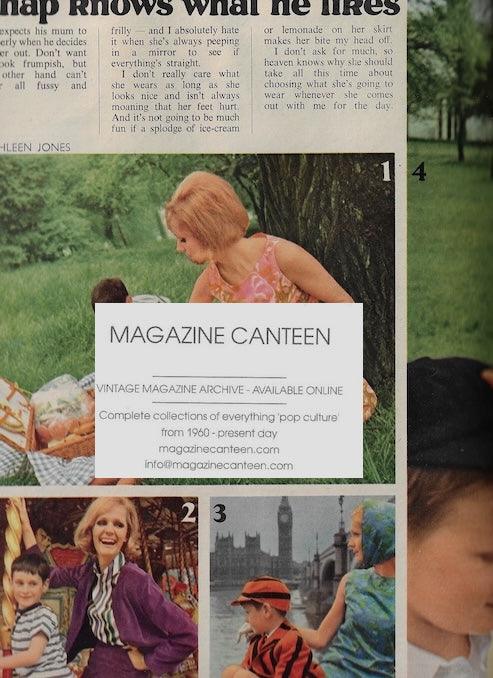 hap knows what he likes
expects his mum to
erly when he decides
er out. Don't want
ook frumpish, but
other hand can't
r all fussy and
frilly — and I absolutely hate
it when she's always peeping
in a mirror to see if
everything's straight.
I don't really care what
she wears as long as she
looks nice and isn't always
moaning that her feet hurt.
And it's not going to be much
fun if a splodge of ice-cream
or lemonade on her skirt
makes her bite my head off.
I don't ask for much, so
heaven knows why she should
take all this time about
choosing what she's going to
wear whenever she comes
out with me for the day.
HLEEN JONES
1
4
MAGAZINE CANTEEN
VINTAGE MAGAZINE ARCHIVE - AVAILABLE ONLINE
Complete collections of everything 'pop culture'
from 1960 - present day
magazinecanteen.com
info@magazinecanteen.com
2
3